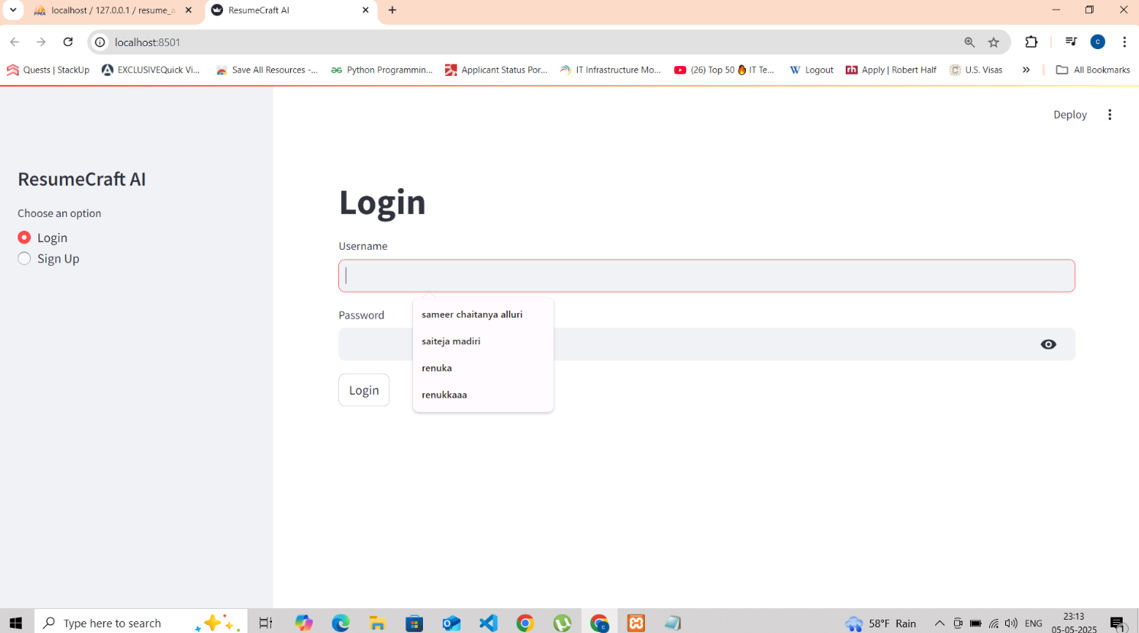 localhost / 127.0.0.1 / resume_a
ResumeCraft AI
localhost:8501
Quests | StackUp
EXCLUSIVEQuick Vi...
Save All Resources -...
Python Programmin...
Applicant Status Por...
IT Infrastructure Mo...
(26) Top 50 🔥 IT Te...
Logout
Apply | Robert Half
U.S. Visas
All Bookmarks
Deploy
ResumeCraft AI
Choose an option
Login
Sign Up
Login
Username
Password
sameer chaitanya alluri
saiteja madiri
renuka
renukkaaa
Login
Type here to search
58°F Rain
ENG
23:13
05-05-2025